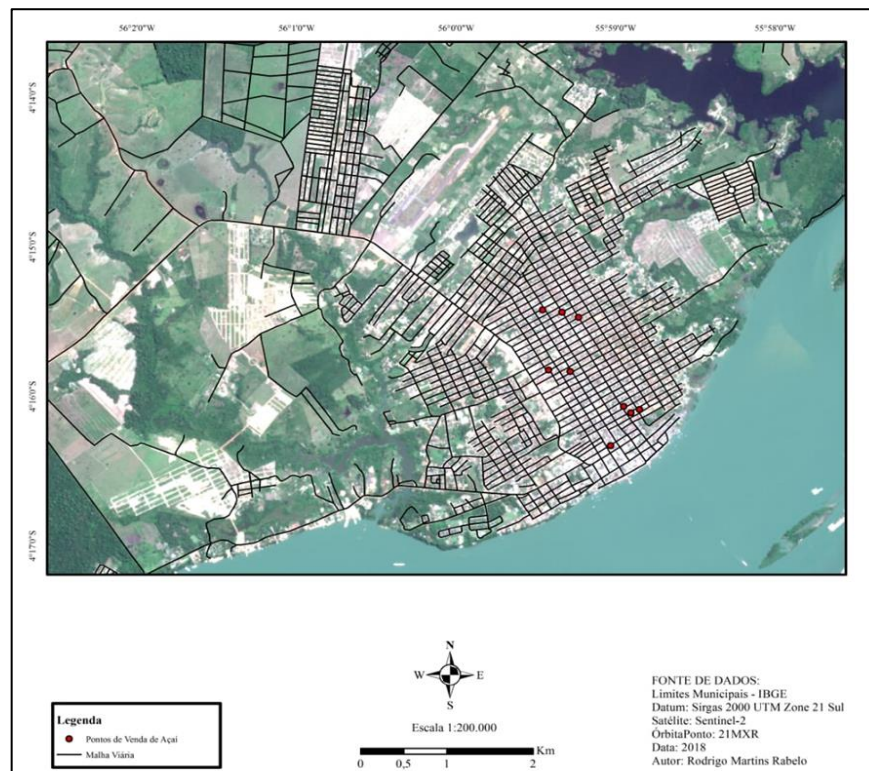 56°2'0"W 56°1'0"W 56°0'0"W 55°59'0"W 55°58'0"W
4°14'0"S
4°15'0"S
4°16'0"S
4°17'0"S
N
W E
S
Escala 1:200.000
Km
0 0,5 1 2
Legenda
Pontos de Venda de Açaí
Malha Viária
FONTE DE DADOS:
Limites Municipais - IBGE
Datum: Sirgas 2000 UTM Zone 21 Sul
Satélite: Sentinel-2
ÓrbitaPonto: 21MXR
Data: 2018
Autor: Rodrigo Martins Rabelo